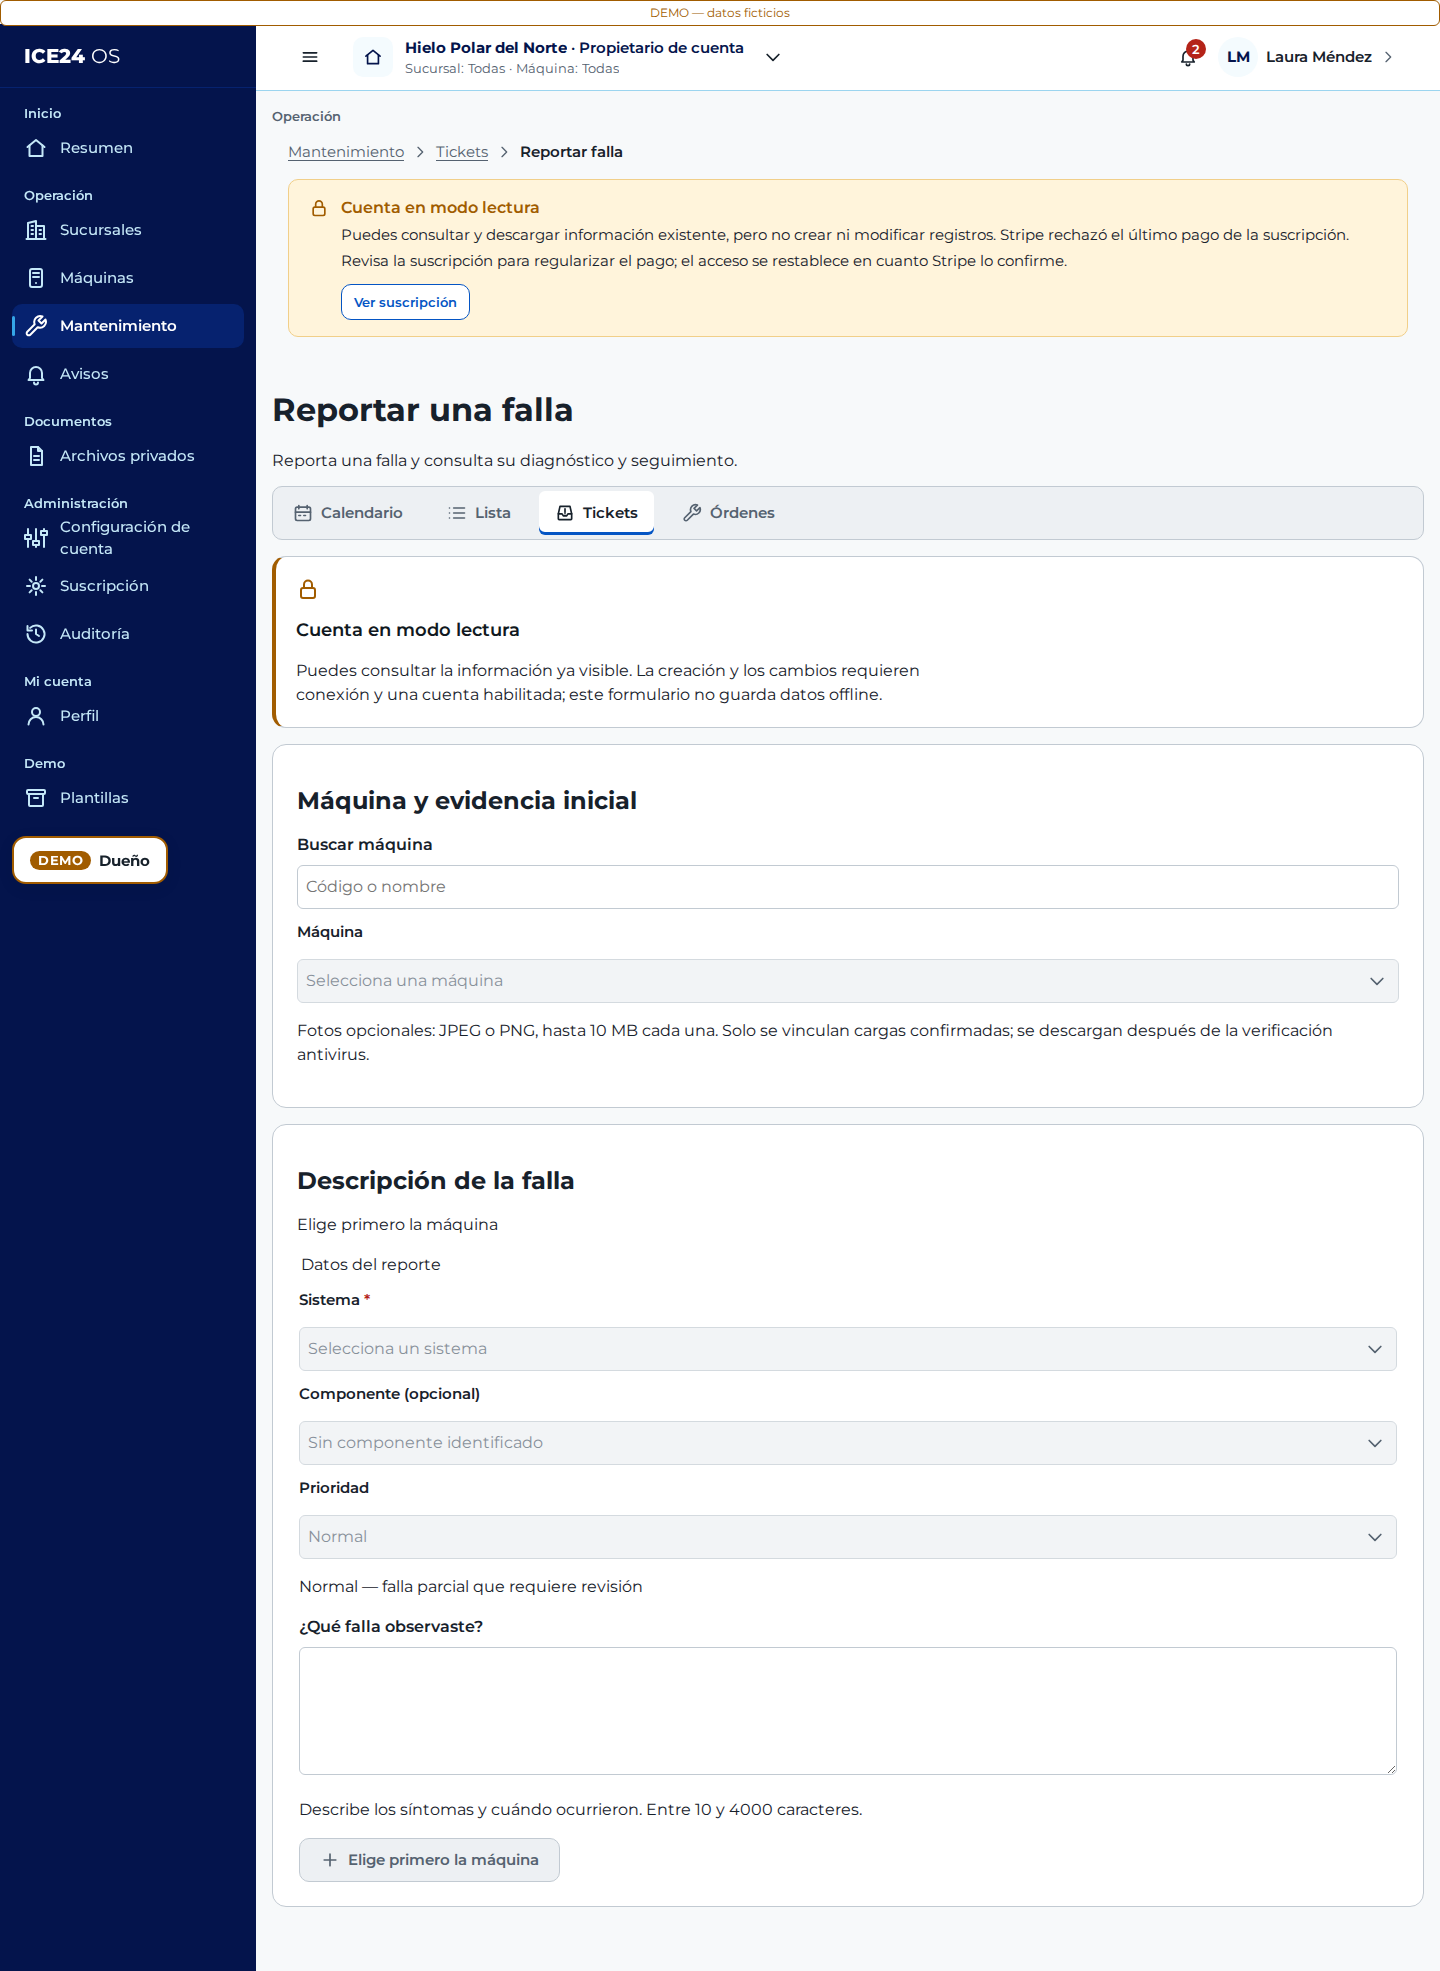 DEMO — datos ficticios
ICE24 OS
Inicio
Resumen
Operación
Sucursales
Máquinas
Mantenimiento
Avisos
Documentos
Archivos privados
Administración
Configuración de
cuenta
Suscripción
Auditoría
Mi cuenta
Perfil
Demo
Plantillas
DEMO Dueño
Hielo Polar del Norte · Propietario de cuenta
Sucursal: Todas · Máquina: Todas
2
LM Laura Méndez
Operación
Mantenimiento > Tickets > Reportar falla
Cuenta en modo lectura
Puedes consultar y descargar información existente, pero no crear ni modificar registros. Stripe rechazó el último pago de la suscripción.
Revisa la suscripción para regularizar el pago; el acceso se restablece en cuanto Stripe lo confirme.
Ver suscripción
Reportar una falla
Reporta una falla y consulta su diagnóstico y seguimiento.
Calendario Lista Tickets Órdenes
Cuenta en modo lectura
Puedes consultar la información ya visible. La creación y los cambios requieren
conexión y una cuenta habilitada; este formulario no guarda datos offline.
Máquina y evidencia inicial
Buscar máquina
Código o nombre
Máquina
Selecciona una máquina
Fotos opcionales: JPEG o PNG, hasta 10 MB cada una. Solo se vinculan cargas confirmadas; se descargan después de la verificación
antivirus.
Descripción de la falla
Elige primero la máquina
Datos del reporte
Sistema *
Selecciona un sistema
Componente (opcional)
Sin componente identificado
Prioridad
Normal
Normal — falla parcial que requiere revisión
¿Qué falla observaste?
Describe los síntomas y cuándo ocurrieron. Entre 10 y 4000 caracteres.
Elige primero la máquina